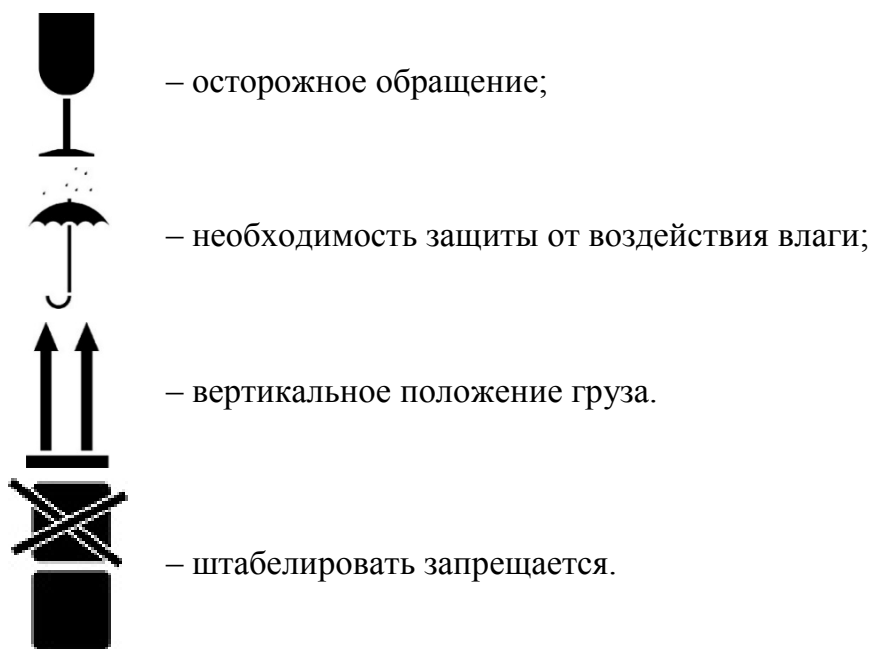 – осторожное обращение;
– необходимость защиты от воздействия влаги;
– вертикальное положение груза.
– штабелировать запрещается.